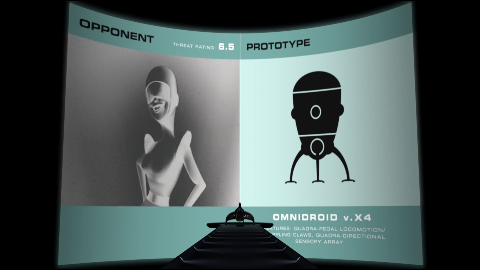 OPPONENT
THREAT RATING 6.5
PROTOTYPE
OMNIDROID v.X4
QUADRA-PEDAL LOCOMOTION/
CLAWS, QUADRA-DIRECTIONAL
SENSORY ARRAY